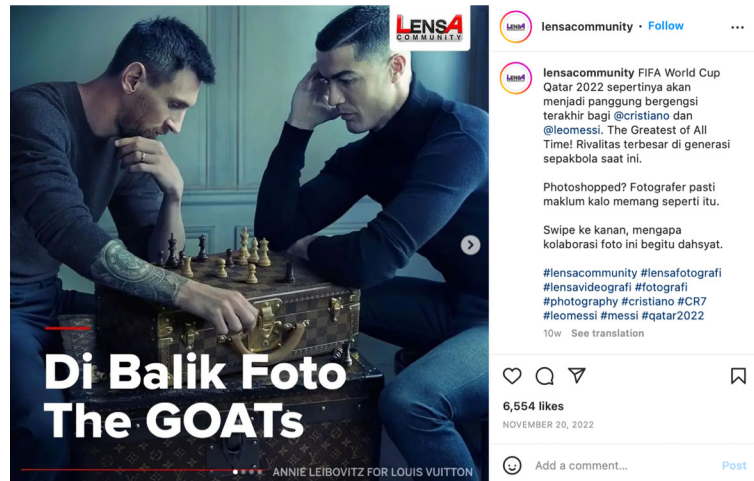 LENSA
COMMUNITY
Di Balik Foto
The GOATs
ANNIE LEIBOVITZ FOR LOUIS VUITTON
lensacommunity • Follow
lensacommunity FIFA World Cup
Qatar 2022 sepertinya akan
menjadi panggung bergengsi
terakhir bagi @cristiano dan
@leomessi. The Greatest of All
Time! Rivalitas terbesar di generasi
sepakbola saat ini.
Photoshopped? Fotografer pasti
maklum kalo memang seperti itu.
Swipe ke kanan, mengapa
kolaborasi foto ini begitu dahsyat.
#lensacommunity #lensafotografi
#lensavideografi #fotografi
#photography #cristiano #CR7
#leomessi #messi #qatar2022
10w See translation
6,554 likes
NOVEMBER 20, 2022
Add a comment... Post